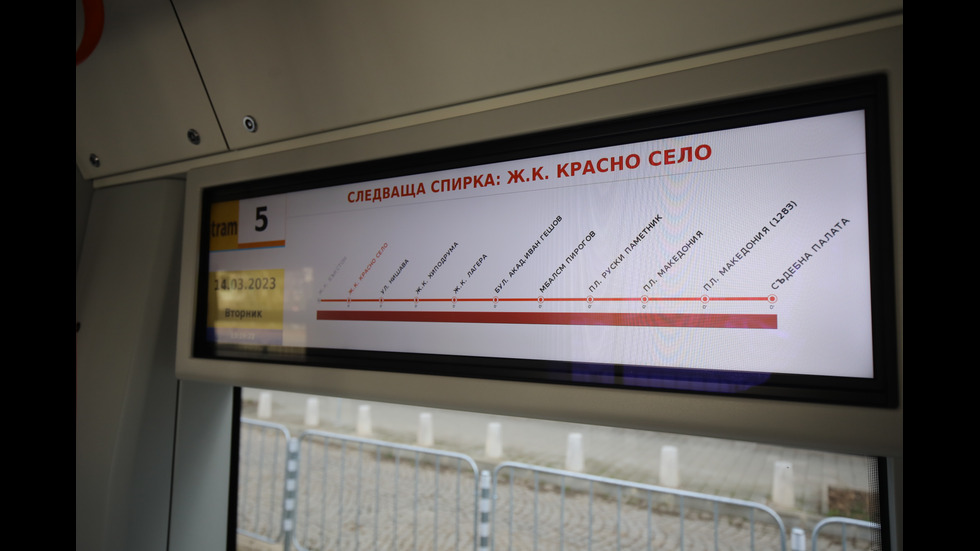 СЛЕДВАЩА СПИРКА: Ж.К. КРАСНО СЕЛО
tram 5
14.03.2023
Вторник
Ж.К. КРАСНО СЕЛО
УЛ. НИШАВА
Ж.К. ХИПОДРУМА
Ж.К. ЛАГЕРА
БУЛ. АКАД.ИВАН ГЕШОВ
МБАЛСМ ПИРОГОВ
ПЛ. РУСКИ ПАМЕТНИК
ПЛ. МАКЕДОНИЯ
ПЛ. МАКЕДОНИЯ (1283)
СЪДЕБНА ПАЛАТА